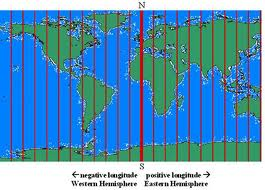 N
S
← negative longitude positive longitude →
Western Hemisphere Eastern Hemisphere